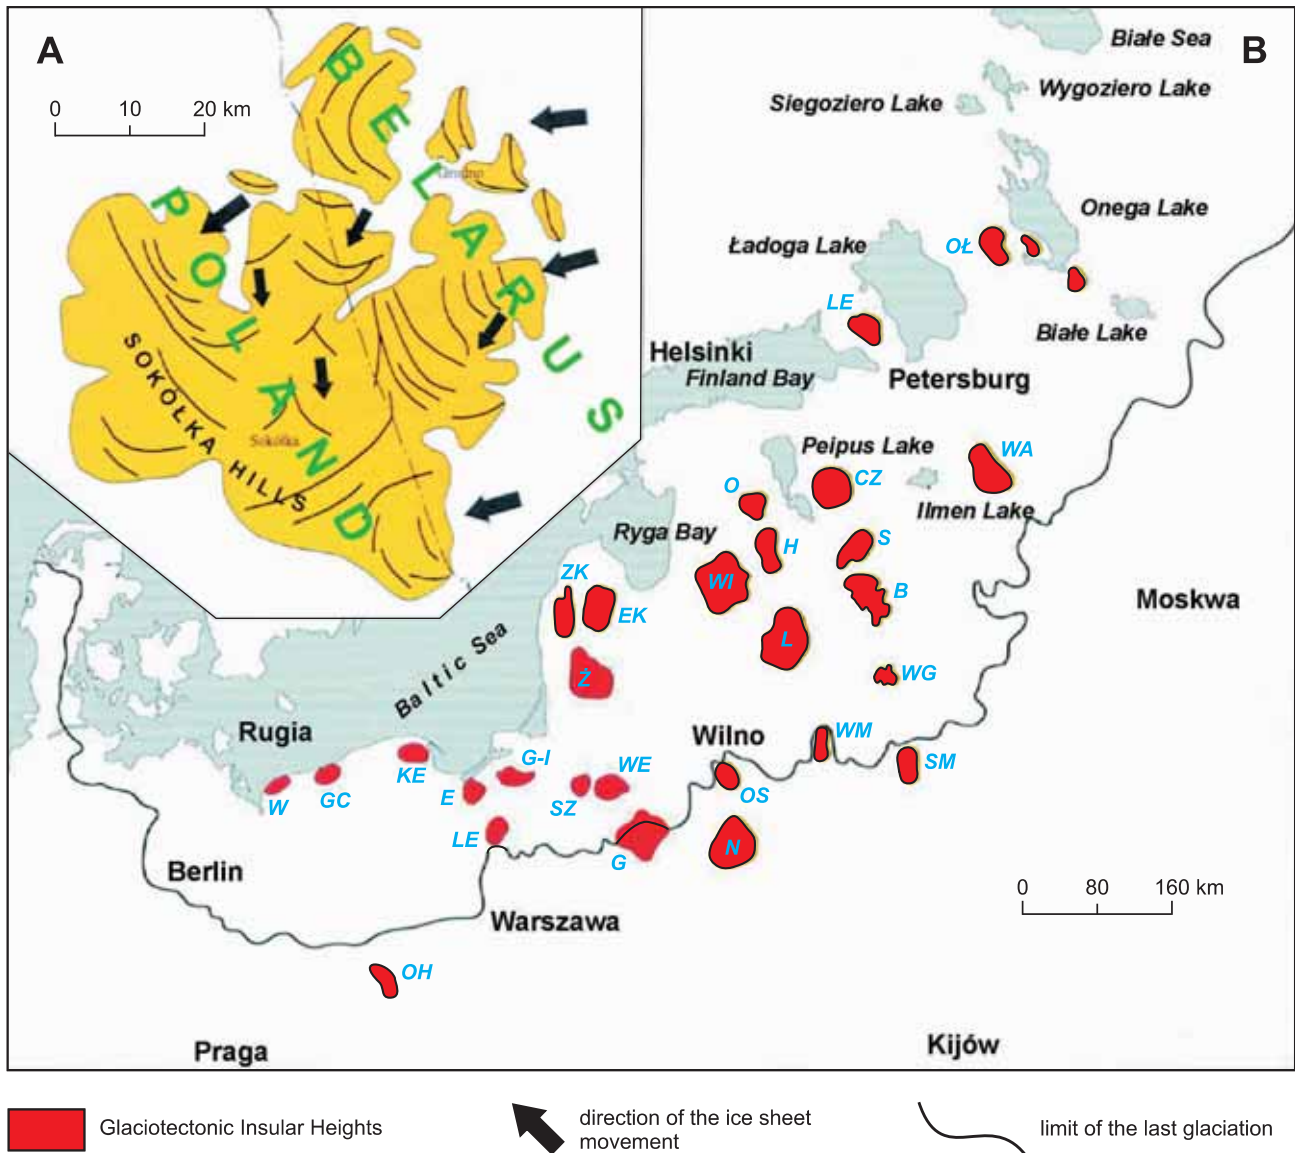 A
B
0 10 20 km
BELARUS
POLAND
SOKÓŁKA HILLS
Sokółka
Białe Sea
Siegoziero Lake
Wygoziero Lake
Onega Lake
OŁ
Ładoga Lake
LE
Białe Lake
Helsinki
Finland Bay
Petersburg
Peipus Lake
WA
CZ
O
Ilmen Lake
Ryga Bay
H
S
ZK
WI
B
EK
Moskwa
L
Baltic Sea
Ż
WG
Rugia
Wilno
WM
KE
G-I
WE
SM
W
GC
E
SZ
OS
LE
G
N
Berlin
0 80 160 km
Warszawa
OH
Praga
Kijów
Glaciotectonic Insular Heights
direction of the ice sheet
movement
limit of the last glaciation